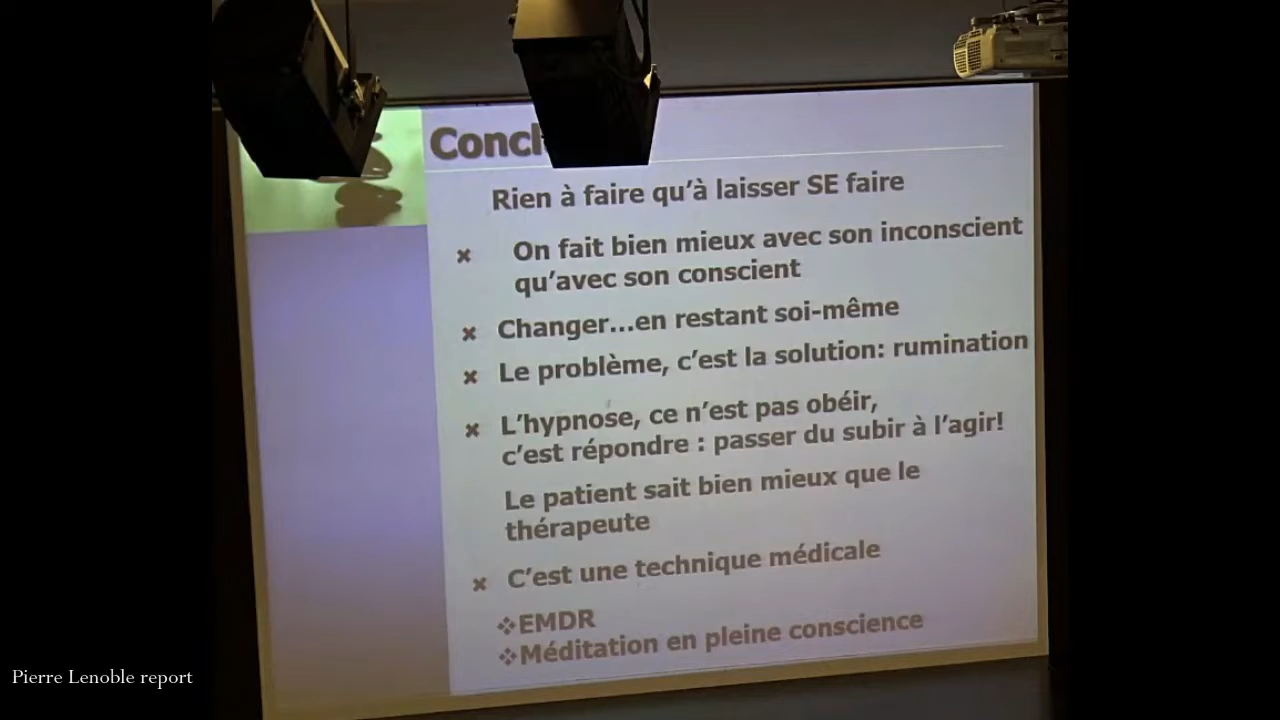 Concl
Rien à faire qu'à laisser SE faire
On fait bien mieux avec son inconscient
qu'avec son conscient
Changer...en restant soi-même
Le problème, c'est la solution: rumination
L'hypnose, ce n'est pas obéir,
c'est répondre : passer du subir à l'agir!
Le patient sait bien mieux que le
thérapeute
C'est une technique médicale
EMDR
Méditation en pleine conscience
Pierre Lenoble report